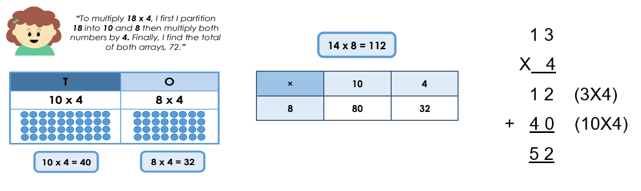 "To multiply 18 x 4, I first I partition
18 into 10 and 8 then multiply both
numbers by 4. Finally, I find the total
of both arrays, 72."
T O
10 x 4 8 x 4
10 x 4 = 40 8 x 4 = 32
14 x 8 = 112
× 10 4
8 80 32
1 3
X 4
1 2 (3X4)
+ 4 0 (10X4)
5 2